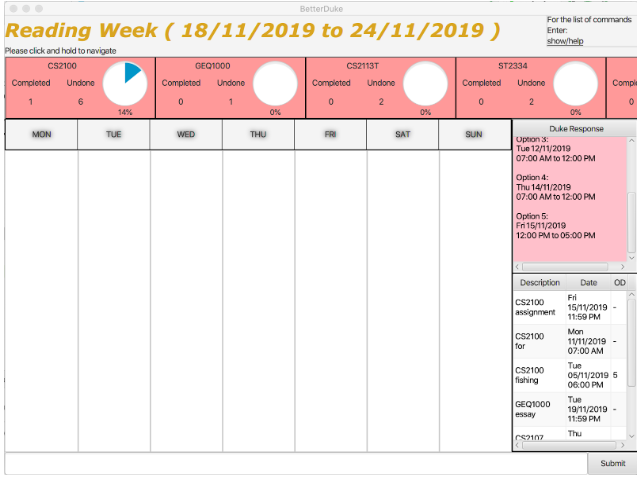 BetterDuke
Reading Week ( 18/11/2019 to 24/11/2019 )
For the list of commands
Enter:
show/help
Please click and hold to navigate
CS2100
Completed Undone
1 6
14%
GEQ1000
Completed Undone
0 1
0%
CS2113T
Completed Undone
0 2
0%
ST2334
Completed Undone
0 2
0%
0
MON TUE WED THU FRI SAT SUN
Duke Response
Option 3:
Tue 12/11/2019
07:00 AM to 12:00 PM
Option 4:
Thu 14/11/2019
07:00 AM to 12:00 PM
Option 5:
Fri 15/11/2019
12:00 PM to 05:00 PM
Description Date OD
CS2100 assignment Fri 15/11/2019 11:59 PM -
CS2100 for Mon 11/11/2019 07:00 AM -
CS2100 fishing Tue 05/11/2019 06:00 PM 5
GEQ1000 essay Tue 19/11/2019 11:59 PM -
CS2107 Thu
Submit